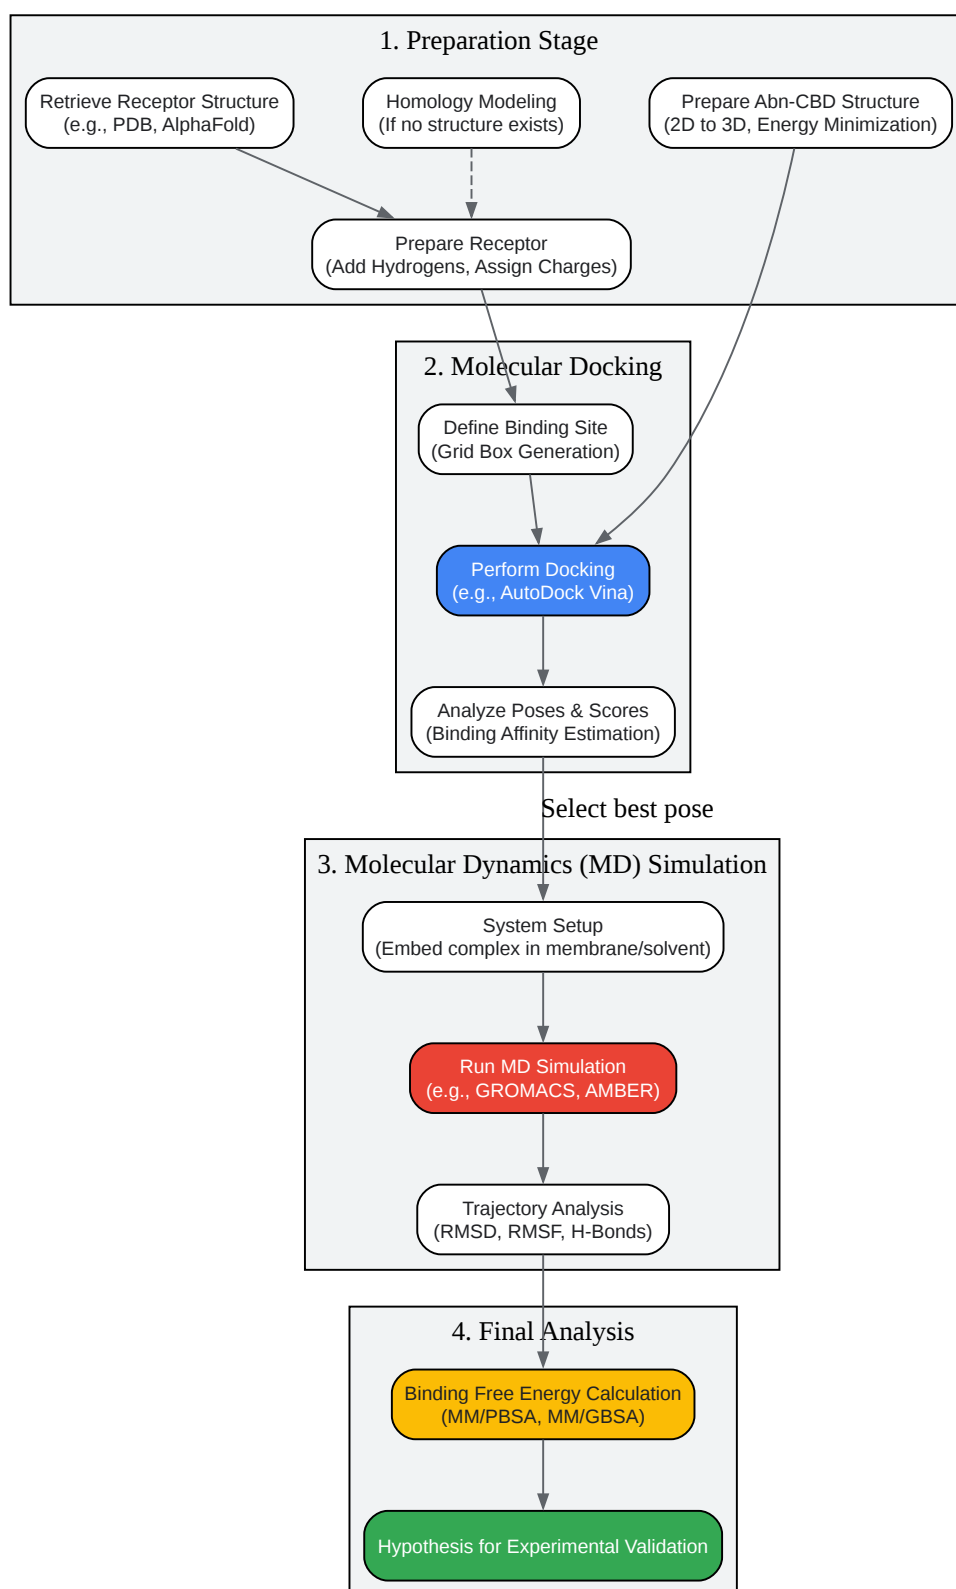 1. Preparation Stage
Retrieve Receptor Structure
(e.g., PDB, AlphaFold)
Homology Modeling
(If no structure exists)
Prepare Abn-CBD Structure
(2D to 3D, Energy Minimization)
Prepare Receptor
(Add Hydrogens, Assign Charges)
2. Molecular Docking
Define Binding Site
(Grid Box Generation)
Perform Docking
(e.g., AutoDock Vina)
Analyze Poses & Scores
(Binding Affinity Estimation)
Select best pose
3. Molecular Dynamics (MD) Simulation
System Setup
(Embed complex in membrane/solvent)
Run MD Simulation
(e.g., GROMACS, AMBER)
Trajectory Analysis
(RMSD, RMSF, H-Bonds)
4. Final Analysis
Binding Free Energy Calculation
(MM/PBSA, MM/GBSA)
Hypothesis for Experimental Validation